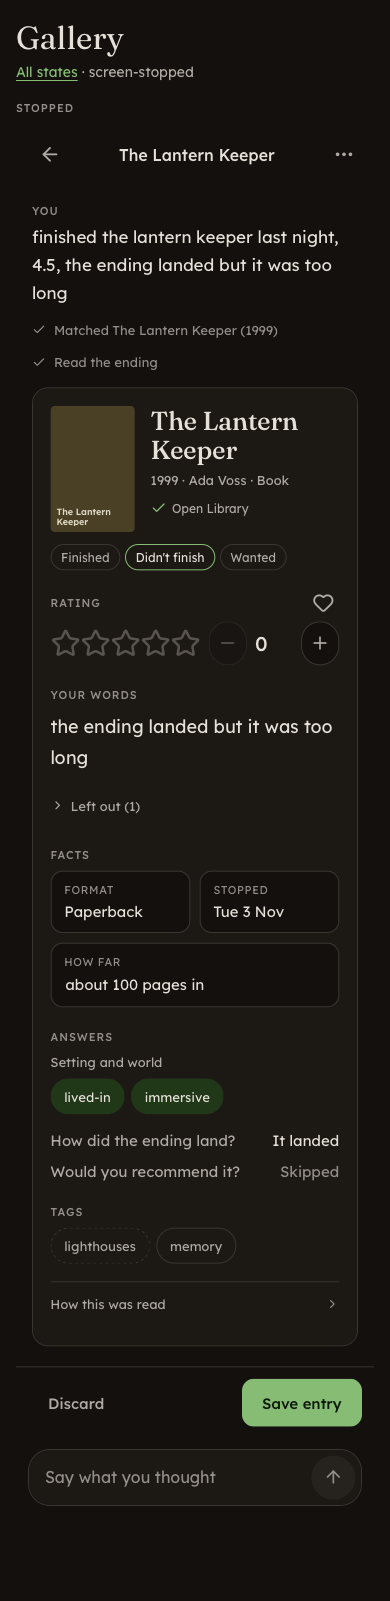 Gallery
All states · screen-stopped
STOPPED
The Lantern Keeper
YOU
finished the lantern keeper last night,
4.5, the ending landed but it was too
long
Matched The Lantern Keeper (1999)
Read the ending
The Lantern
Keeper
The Lantern
Keeper
1999 · Ada Voss · Book
Open Library
Finished
Didn't finish
Wanted
RATING
0
YOUR WORDS
the ending landed but it was too
long
Left out (1)
FACTS
FORMAT
Paperback
STOPPED
Tue 3 Nov
HOW FAR
about 100 pages in
ANSWERS
Setting and world
lived-in
immersive
How did the ending land? It landed
Would you recommend it? Skipped
TAGS
lighthouses
memory
How this was read
Discard
Save entry
Say what you thought